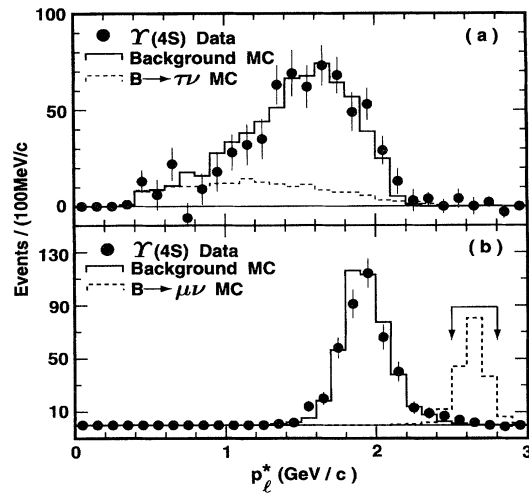 100
50
0
Events / (100MeV/c
ϒ(4S) Data
Background MC
B→τν MC
(a)
130
90
50
10
ϒ(4S) Data
Background MC
B→μν MC
(b)
0 1 2 3
p*ℓ (GeV / c)